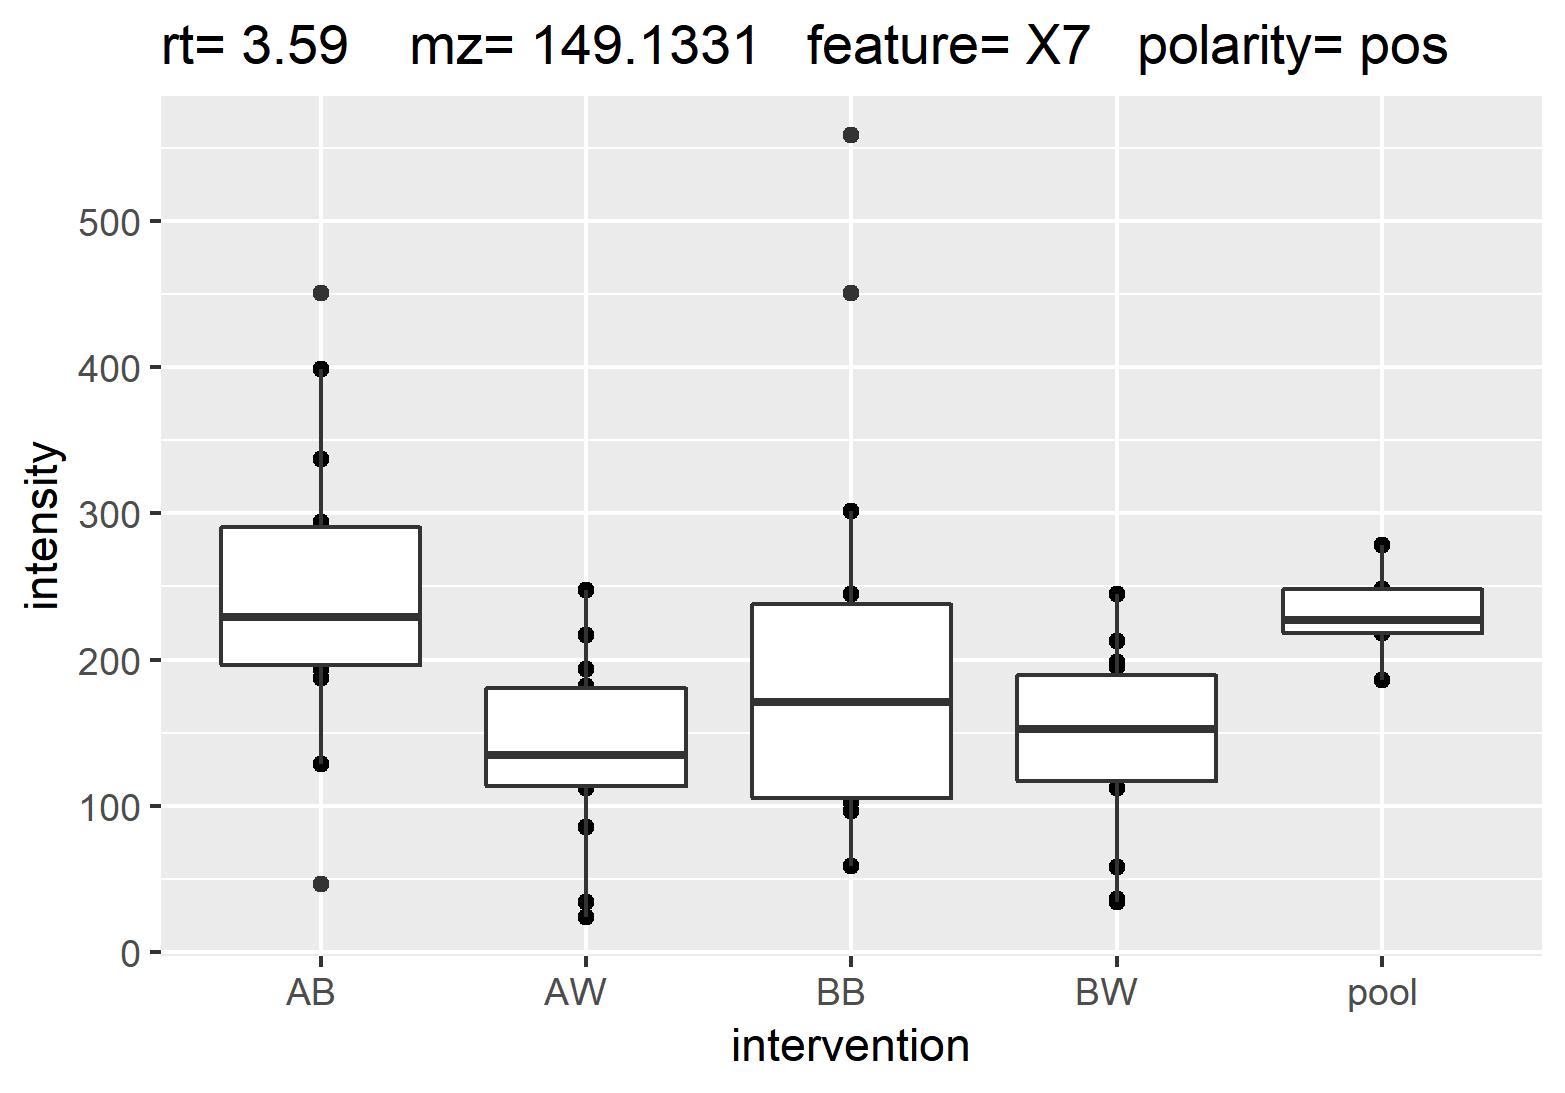 rt= 3.59 mz= 149.1331 feature= X7 polarity= pos
intensity
500
400
300
200
100
0
AB AW BB BW pool
intervention